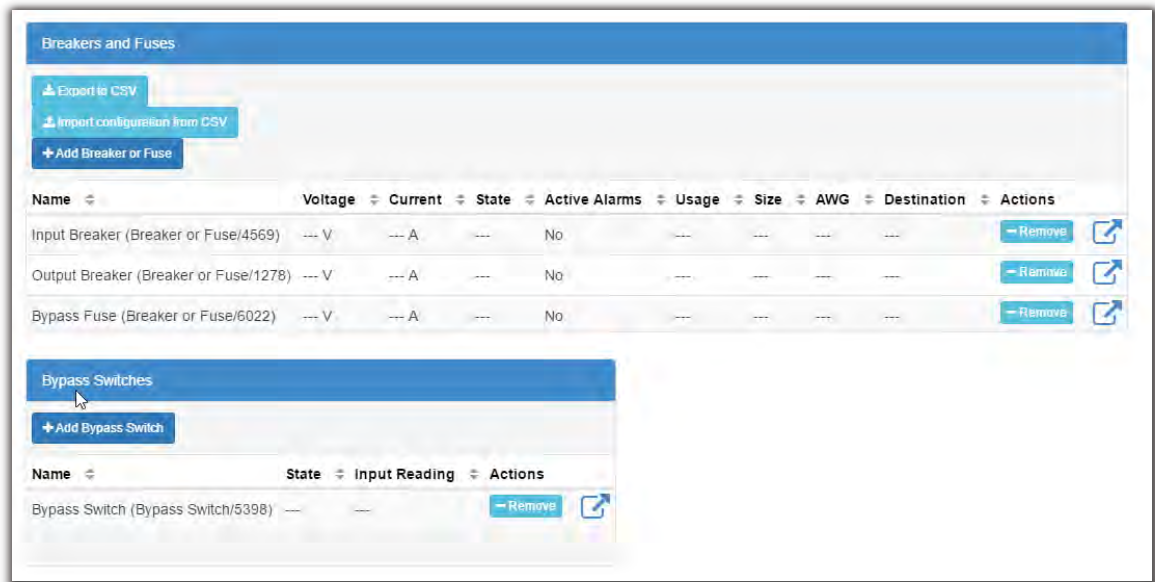 Breakers and Fuses
Export to CSV
Import configuration from CSV
+Add Breaker or Fuse
Name Voltage Current State Active Alarms Usage Size AWG Destination Actions
Input Breaker (Breaker or Fuse/4569) --- V --- A --- No --- --- --- --- −Remove
Output Breaker (Breaker or Fuse/1278) --- V --- A --- No --- --- --- --- −Remove
Bypass Fuse (Breaker or Fuse/6022) --- V --- A --- No --- --- --- --- −Remove
Bypass Switches
+Add Bypass Switch
Name State Input Reading Actions
Bypass Switch (Bypass Switch/5398) --- --- −Remove